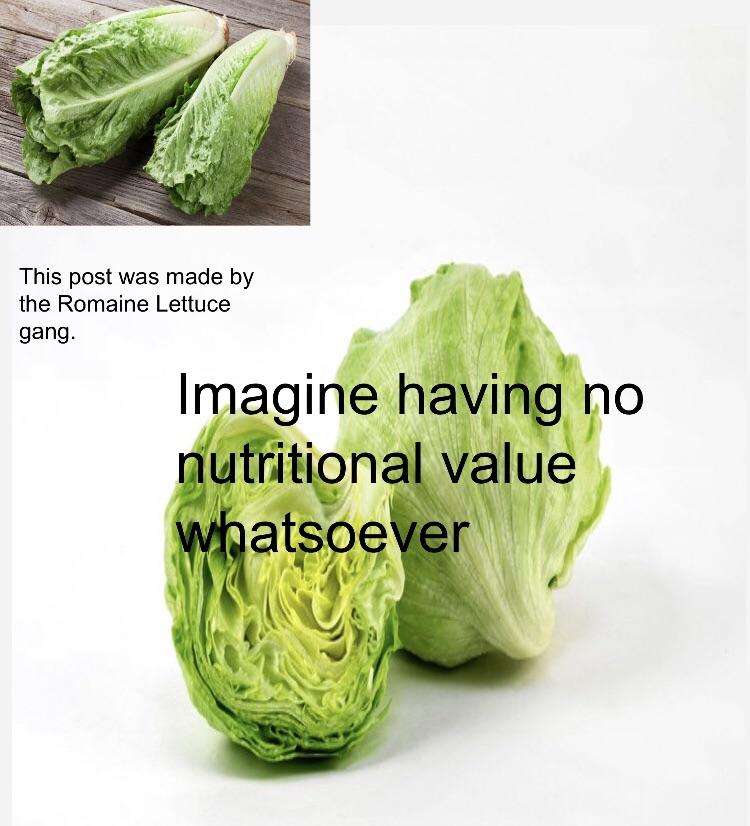 This post was made by
the Romaine Lettuce
gang.
Imagine having no
nutritional value
whatsoever